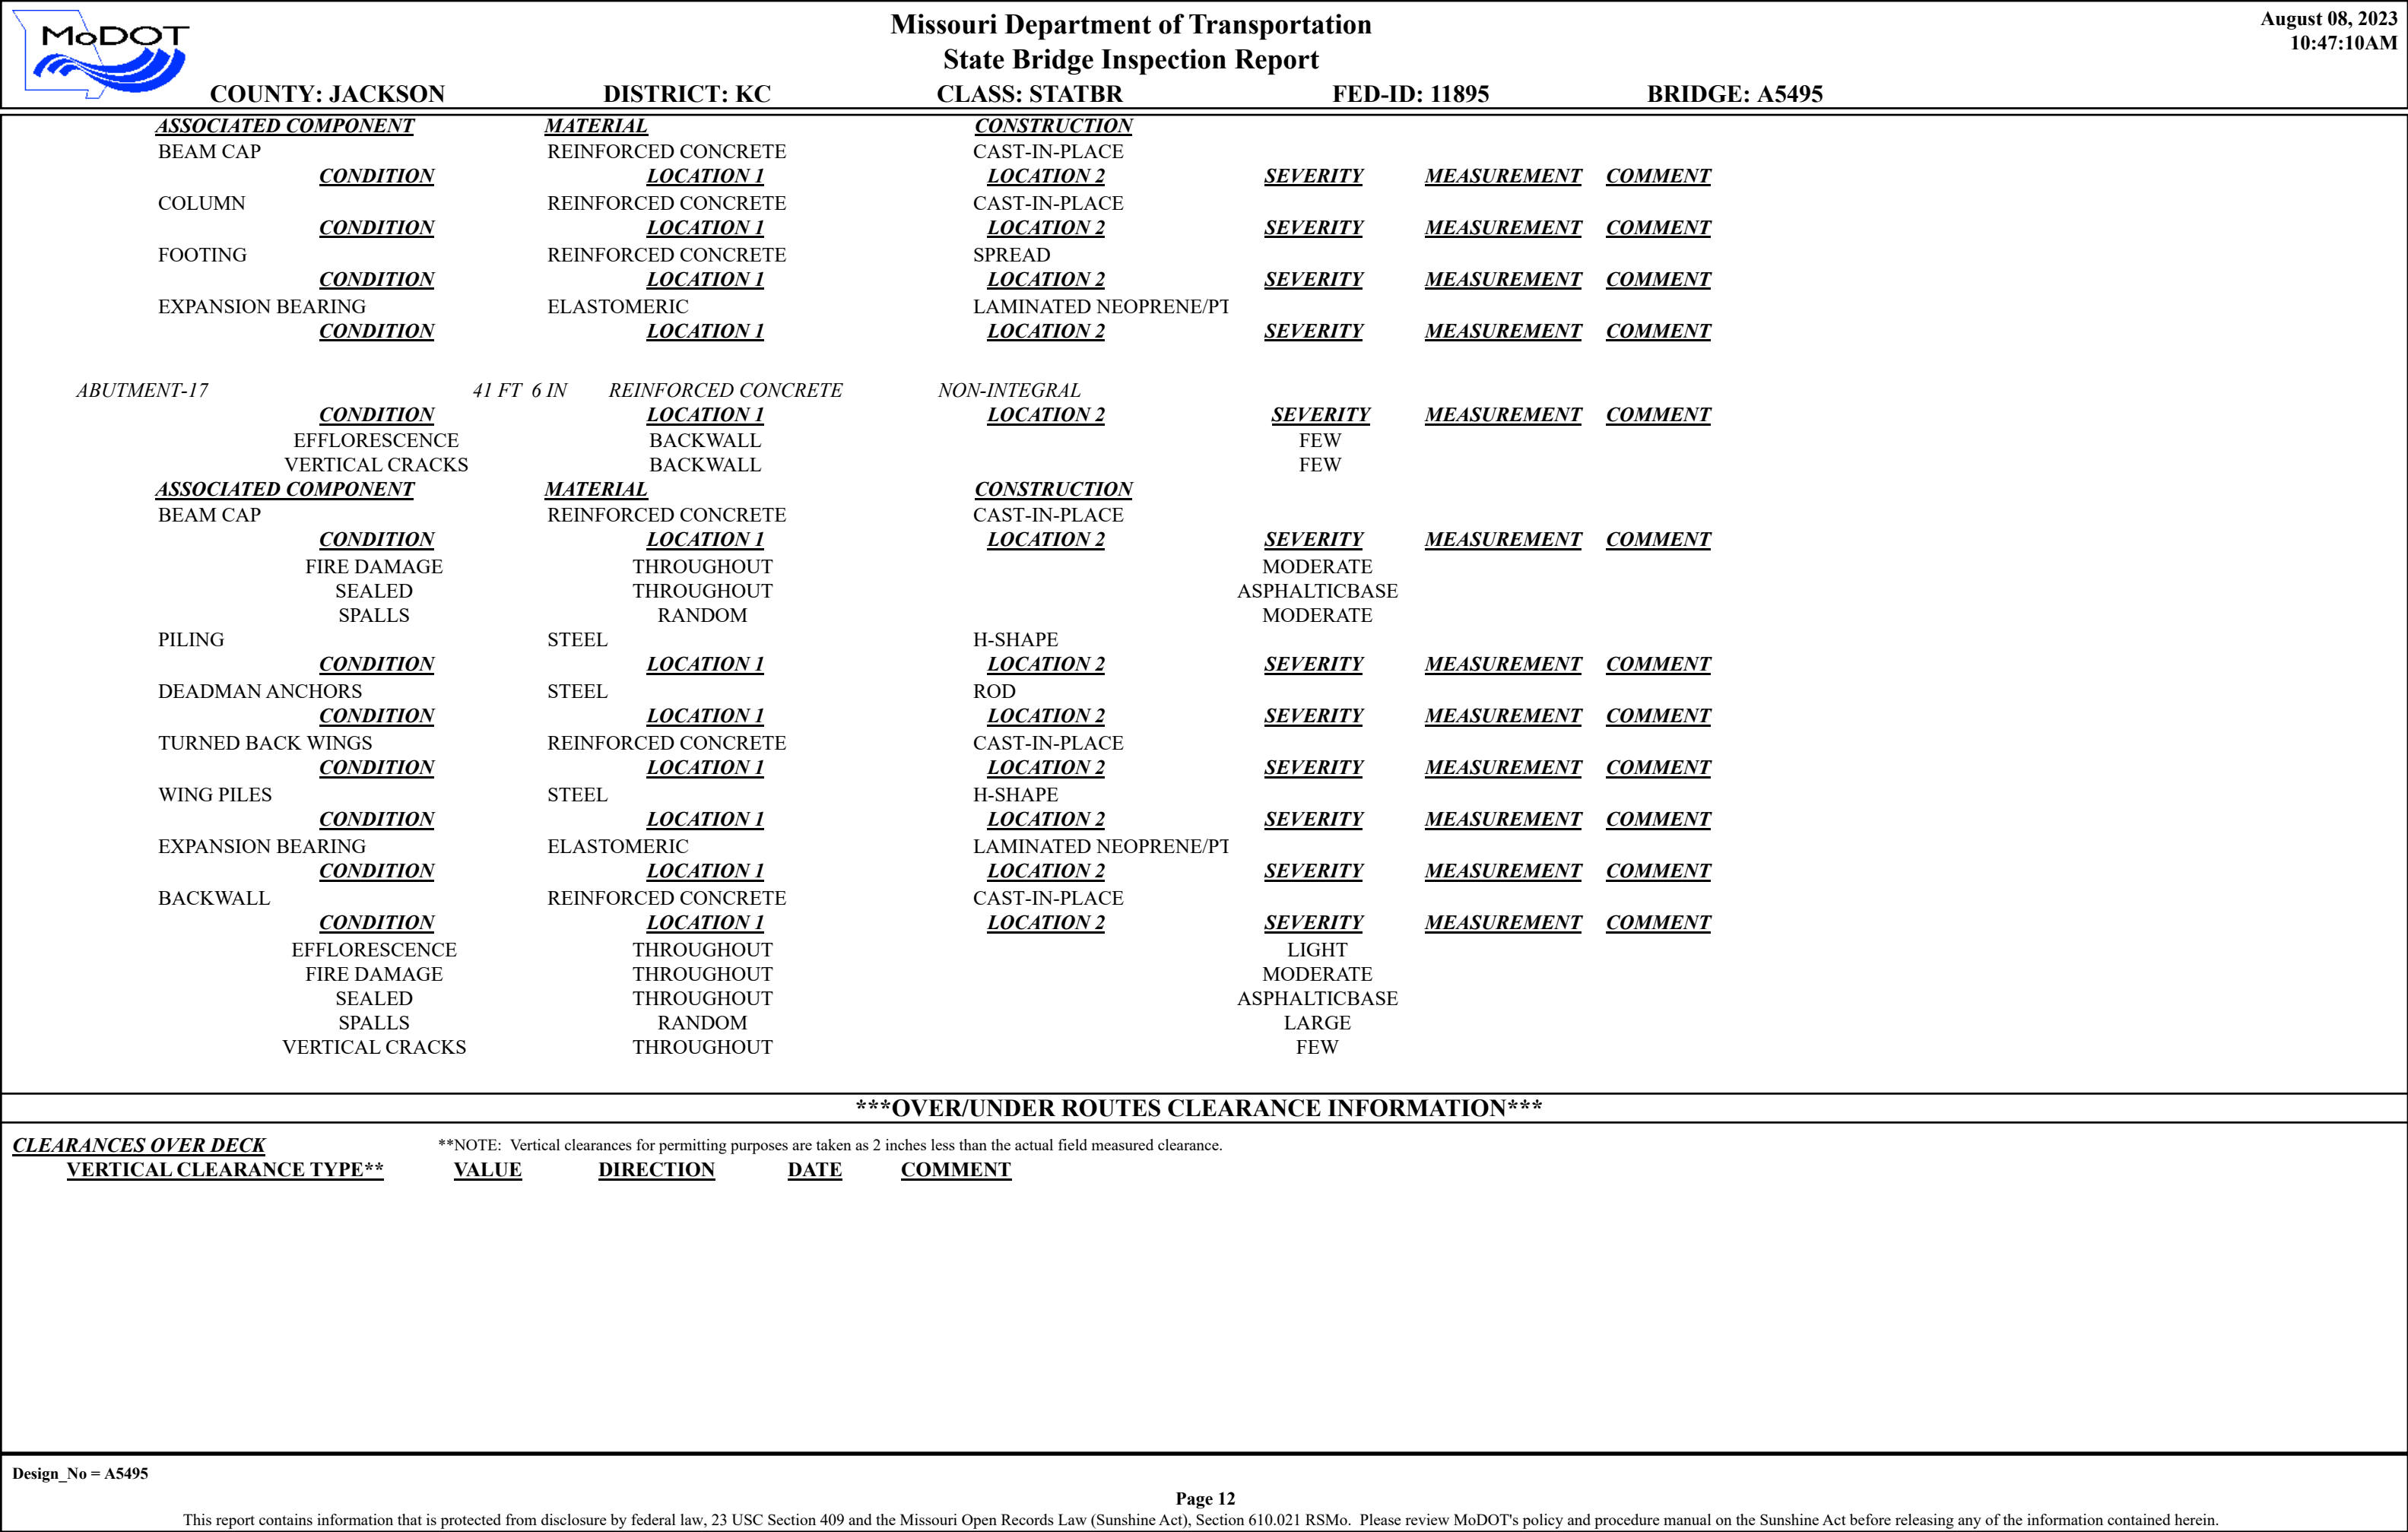 MoDOT
Missouri Department of Transportation
State Bridge Inspection Report
August 08, 2023
10:47:10AM
COUNTY: JACKSON DISTRICT: KC CLASS: STATBR FED-ID: 11895 BRIDGE: A5495
ASSOCIATED COMPONENT MATERIAL CONSTRUCTION
BEAM CAP REINFORCED CONCRETE CAST-IN-PLACE
CONDITION LOCATION 1 LOCATION 2 SEVERITY MEASUREMENT COMMENT
COLUMN REINFORCED CONCRETE CAST-IN-PLACE
CONDITION LOCATION 1 LOCATION 2 SEVERITY MEASUREMENT COMMENT
FOOTING REINFORCED CONCRETE SPREAD
CONDITION LOCATION 1 LOCATION 2 SEVERITY MEASUREMENT COMMENT
EXPANSION BEARING ELASTOMERIC LAMINATED NEOPRENE/PT
CONDITION LOCATION 1 LOCATION 2 SEVERITY MEASUREMENT COMMENT
ABUTMENT-17 41 FT 6 IN REINFORCED CONCRETE NON-INTEGRAL
CONDITION LOCATION 1 LOCATION 2 SEVERITY MEASUREMENT COMMENT
EFFLORESCENCE BACKWALL FEW
VERTICAL CRACKS BACKWALL FEW
ASSOCIATED COMPONENT MATERIAL CONSTRUCTION
BEAM CAP REINFORCED CONCRETE CAST-IN-PLACE
CONDITION LOCATION 1 LOCATION 2 SEVERITY MEASUREMENT COMMENT
FIRE DAMAGE THROUGHOUT MODERATE
SEALED THROUGHOUT ASPHALTICBASE
SPALLS RANDOM MODERATE
PILING STEEL H-SHAPE
CONDITION LOCATION 1 LOCATION 2 SEVERITY MEASUREMENT COMMENT
DEADMAN ANCHORS STEEL ROD
CONDITION LOCATION 1 LOCATION 2 SEVERITY MEASUREMENT COMMENT
TURNED BACK WINGS REINFORCED CONCRETE CAST-IN-PLACE
CONDITION LOCATION 1 LOCATION 2 SEVERITY MEASUREMENT COMMENT
WING PILES STEEL H-SHAPE
CONDITION LOCATION 1 LOCATION 2 SEVERITY MEASUREMENT COMMENT
EXPANSION BEARING ELASTOMERIC LAMINATED NEOPRENE/PT
CONDITION LOCATION 1 LOCATION 2 SEVERITY MEASUREMENT COMMENT
BACKWALL REINFORCED CONCRETE CAST-IN-PLACE
CONDITION LOCATION 1 LOCATION 2 SEVERITY MEASUREMENT COMMENT
EFFLORESCENCE THROUGHOUT LIGHT
FIRE DAMAGE THROUGHOUT MODERATE
SEALED THROUGHOUT ASPHALTICBASE
SPALLS RANDOM LARGE
VERTICAL CRACKS THROUGHOUT FEW
***OVER/UNDER ROUTES CLEARANCE INFORMATION***
CLEARANCES OVER DECK **NOTE: Vertical clearances for permitting purposes are taken as 2 inches less than the actual field measured clearance.
VERTICAL CLEARANCE TYPE** VALUE DIRECTION DATE COMMENT
Design_No = A5495
Page 12
This report contains information that is protected from disclosure by federal law, 23 USC Section 409 and the Missouri Open Records Law (Sunshine Act), Section 610.021 RSMo. Please review MoDOT's policy and procedure manual on the Sunshine Act before releasing any of the information contained herein.